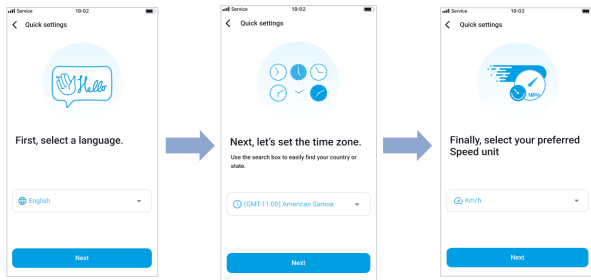 Service 19:02
Quick settings
Hello
First, select a language.
English
Next
Service 19:02
Quick settings
Next, let's set the time zone.
Use the search box to easily find your country or
state.
(GMT-11:00) American Samoa
Next
Service 19:02
Quick settings
Finally, select your preferred
Speed unit
Km/h
Next